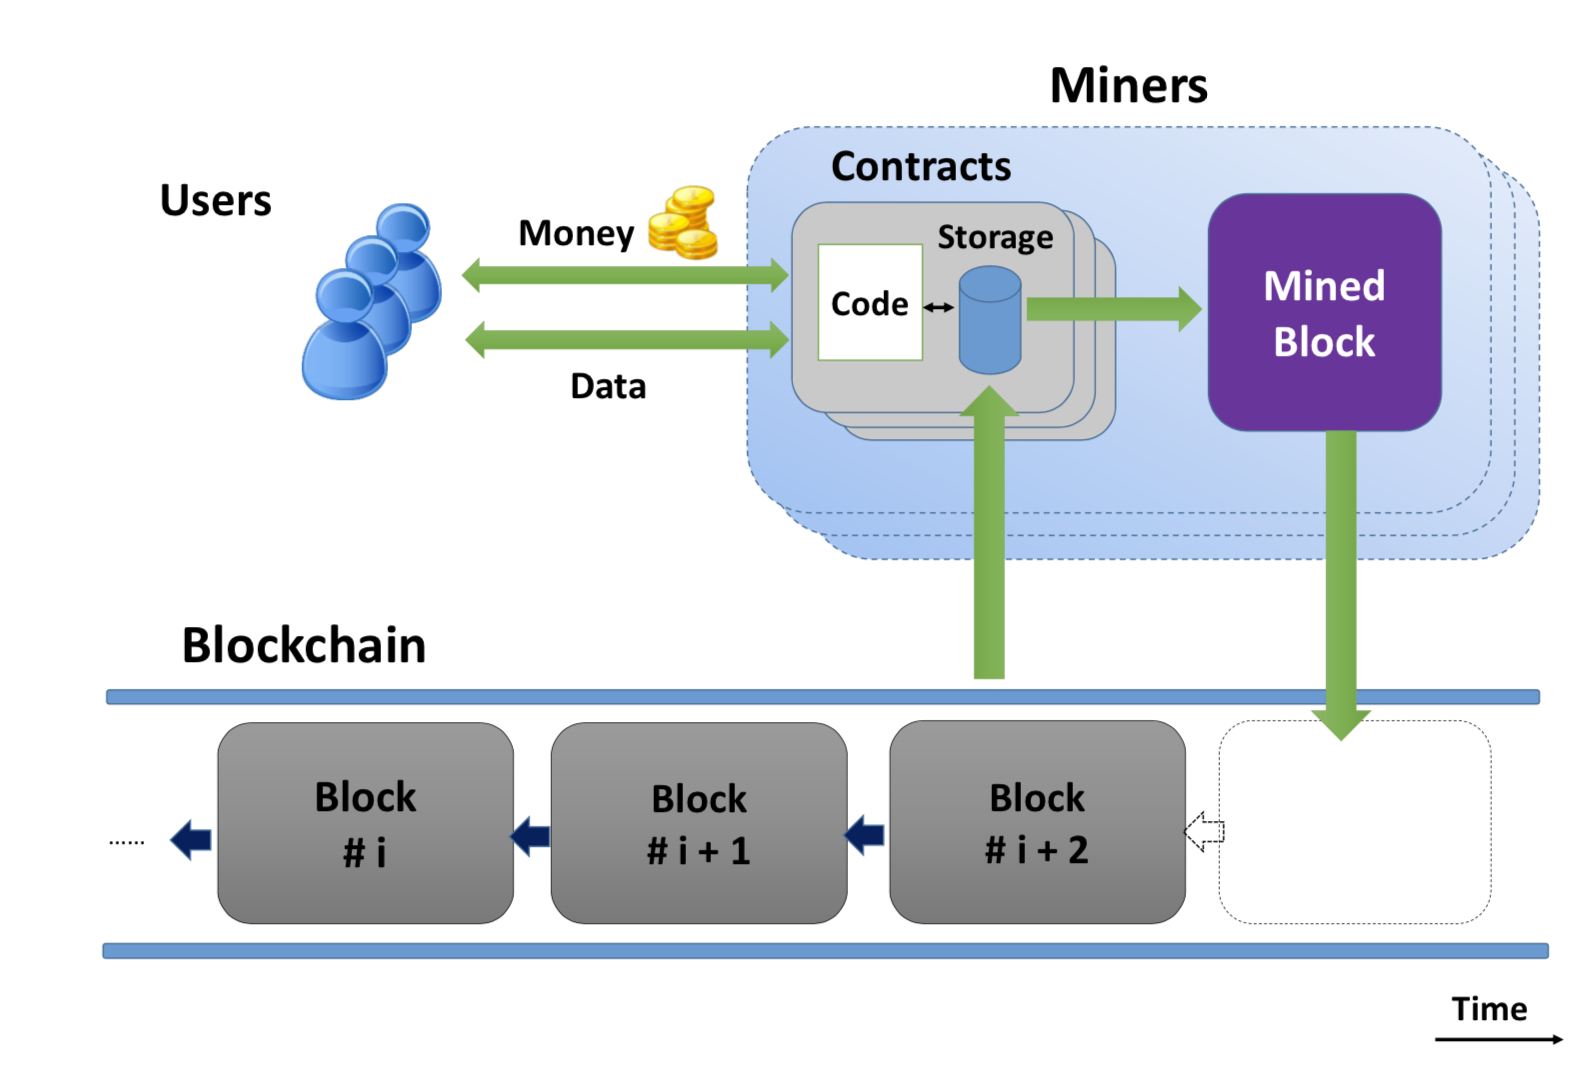 Miners
Contracts
Users
Money
Storage
Code
Mined
Block
Data
Blockchain
Block
# i
Block
# i + 1
Block
# i + 2
......
Time